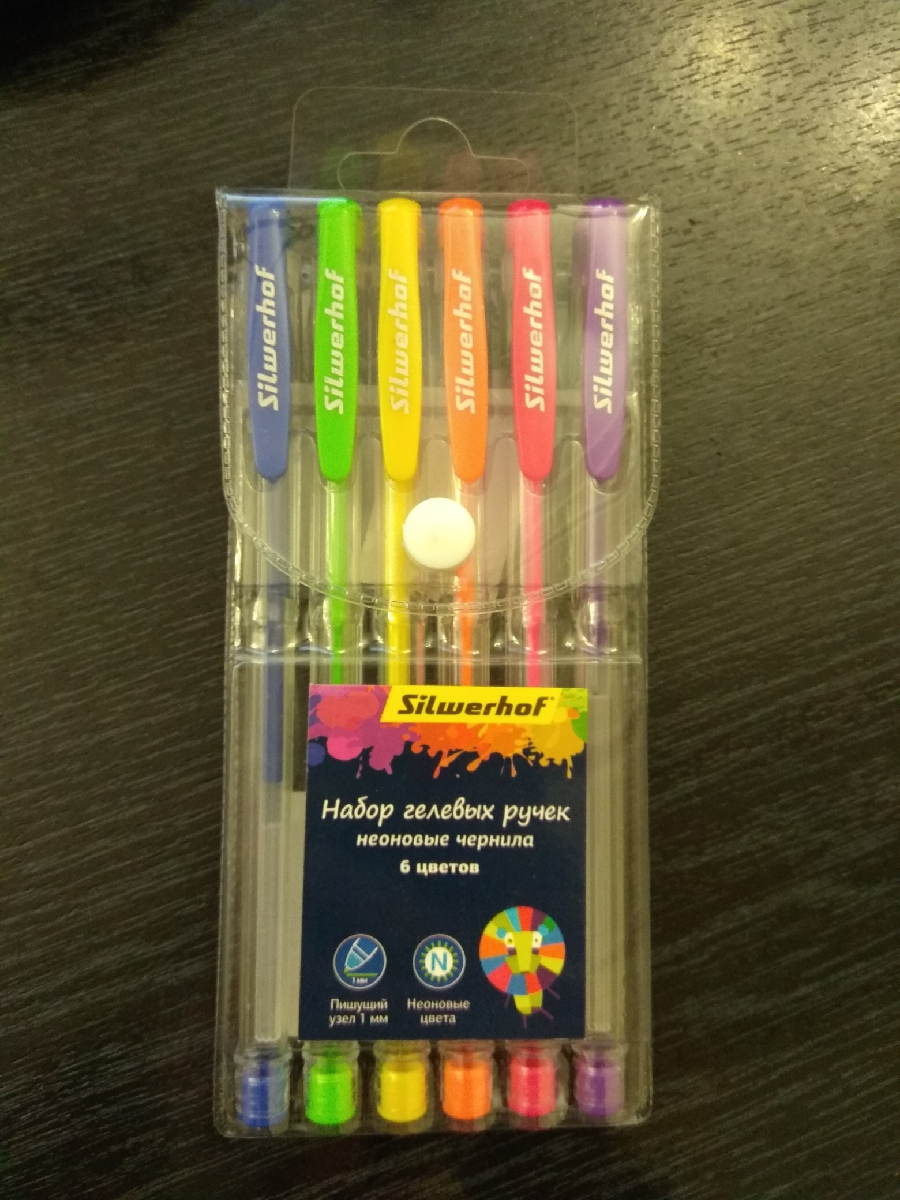 Silwerhof
Silwerhof
Silwerhof
Silwerhof
Silwerhof
Silwerhof
Silwerhof
Набор гелевых ручек
неоновые чернила
6 цветов
1 мм
N
Пишущий
узел 1 мм
Неоновые
цвета